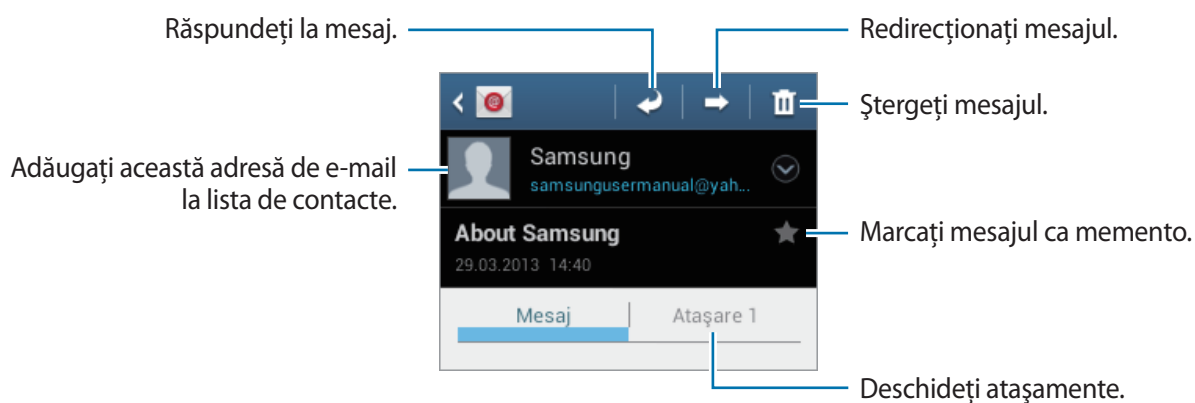 Răspundeţi la mesaj.
Redirecţionaţi mesajul.
Ştergeţi mesajul.
Adăugaţi această adresă de e-mail
la lista de contacte.
Samsung
samsungusermanual@yah...
About Samsung
29.03.2013 14:40
Marcaţi mesajul ca memento.
Mesaj
Ataşare 1
Deschideţi ataşamente.